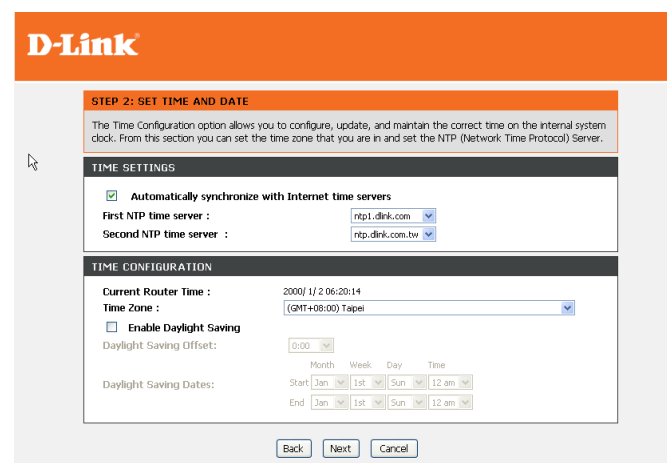 D-Link
STEP 2: SET TIME AND DATE
The Time Configuration option allows you to configure, update, and maintain the correct time on the internal system
clock. From this section you can set the time zone that you are in and set the NTP (Network Time Protocol) Server.
TIME SETTINGS
Automatically synchronize with Internet time servers
First NTP time server : ntp1.dlink.com
Second NTP time server : ntp.dlink.com.tw
TIME CONFIGURATION
Current Router Time : 2000/ 1/ 2 06:20:14
Time Zone : (GMT+08:00) Taipei
Enable Daylight Saving
Daylight Saving Offset: 0:00
Month Week Day Time
Daylight Saving Dates: Start Jan 1st Sun 12 am
End Jan 1st Sun 12 am
Back Next Cancel